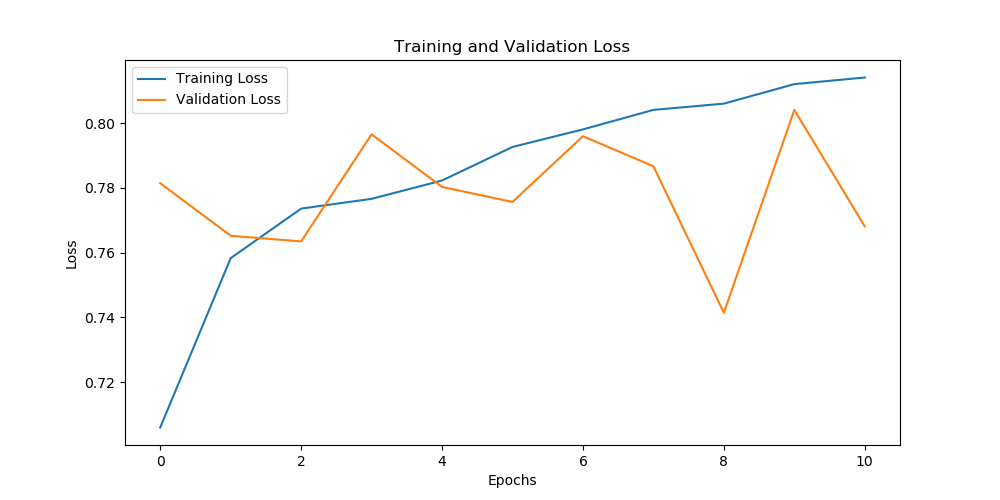 Training and Validation Loss
Training Loss
Validation Loss
0.80
0.78
0.76
0.74
0.72
Loss
0 2 4 6 8 10
Epochs